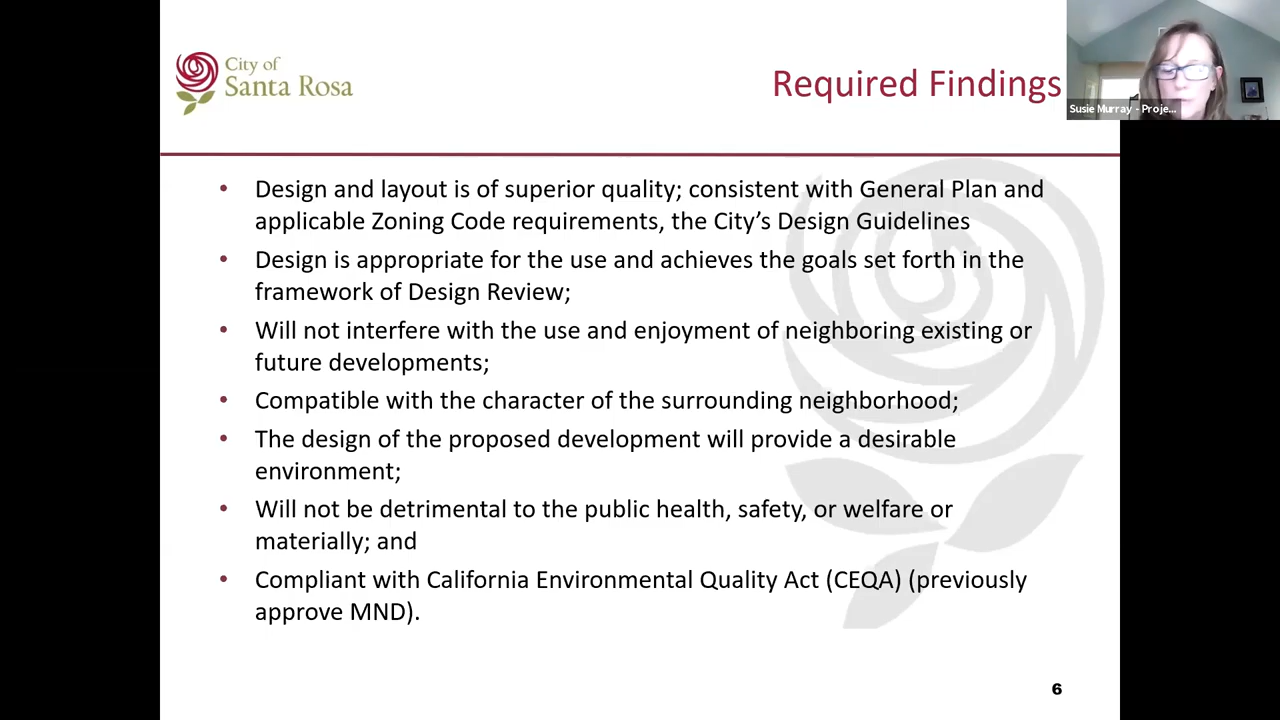 City of
Santa Rosa
Required Findings
Susie Murray - Proje...
• Design and layout is of superior quality; consistent with General Plan and
applicable Zoning Code requirements, the City’s Design Guidelines
• Design is appropriate for the use and achieves the goals set forth in the
framework of Design Review;
• Will not interfere with the use and enjoyment of neighboring existing or
future developments;
• Compatible with the character of the surrounding neighborhood;
• The design of the proposed development will provide a desirable
environment;
• Will not be detrimental to the public health, safety, or welfare or
materially; and
• Compliant with California Environmental Quality Act (CEQA) (previously
approve MND).
6